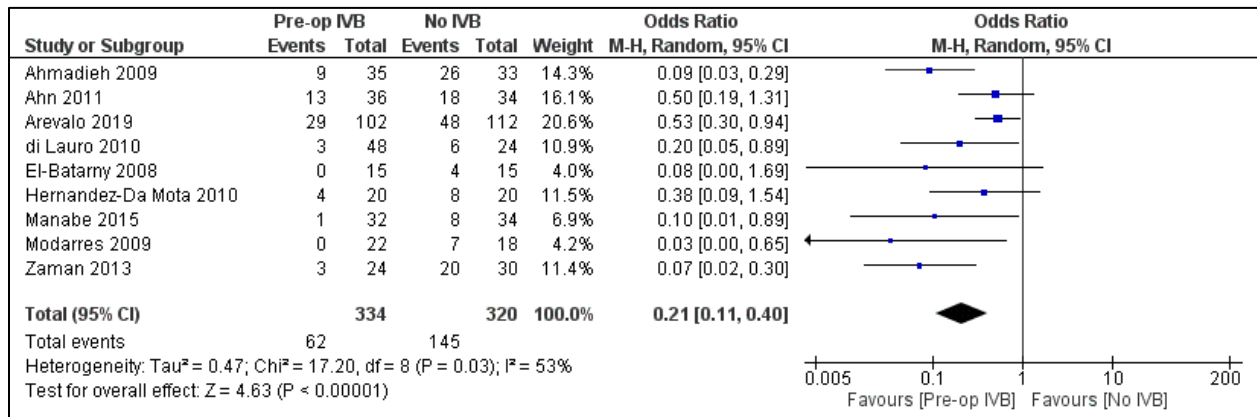 Pre-op IVB No IVB Odds Ratio Odds Ratio
Study or Subgroup Events Total Events Total Weight M-H, Random, 95% CI M-H, Random, 95% CI
Ahmadieh 2009 9 35 26 33 14.3% 0.09 [0.03, 0.29]
Ahn 2011 13 36 18 34 16.1% 0.50 [0.19, 1.31]
Arevalo 2019 29 102 48 112 20.6% 0.53 [0.30, 0.94]
di Lauro 2010 3 48 6 24 10.9% 0.20 [0.05, 0.89]
El-Batarny 2008 0 15 4 15 4.0% 0.08 [0.00, 1.69]
Hernandez-Da Mota 2010 4 20 8 20 11.5% 0.38 [0.09, 1.54]
Manabe 2015 1 32 8 34 6.9% 0.10 [0.01, 0.89]
Modarres 2009 0 22 7 18 4.2% 0.03 [0.00, 0.65]
Zaman 2013 3 24 20 30 11.4% 0.07 [0.02, 0.30]
Total (95% CI) 334 320 100.0% 0.21 [0.11, 0.40]
Total events 62 145
Heterogeneity: Tau² = 0.47; Chi² = 17.20, df = 8 (P = 0.03); I² = 53%
Test for overall effect: Z = 4.63 (P < 0.00001)
0.005 0.1 1 10 200
Favours [Pre-op IVB] Favours [No IVB]